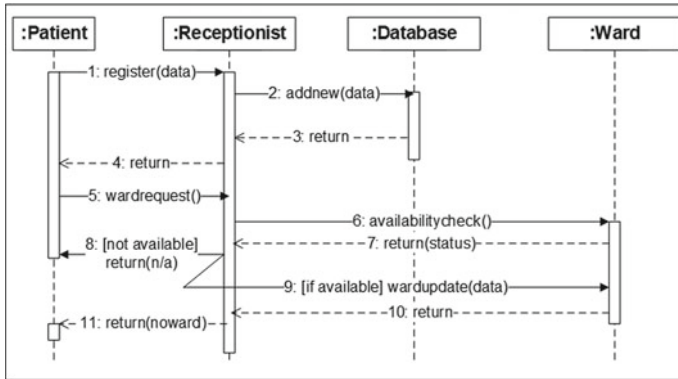 :Patient
:Receptionist
:Database
:Ward
1: register(data)
2: addnew(data)
3: return
4: return
5: wardrequest()
6: availabilitycheck()
7: return(status)
8: [not available]
return(n/a)
9: [if available] wardupdate(data)
10: return
11: return(noward)